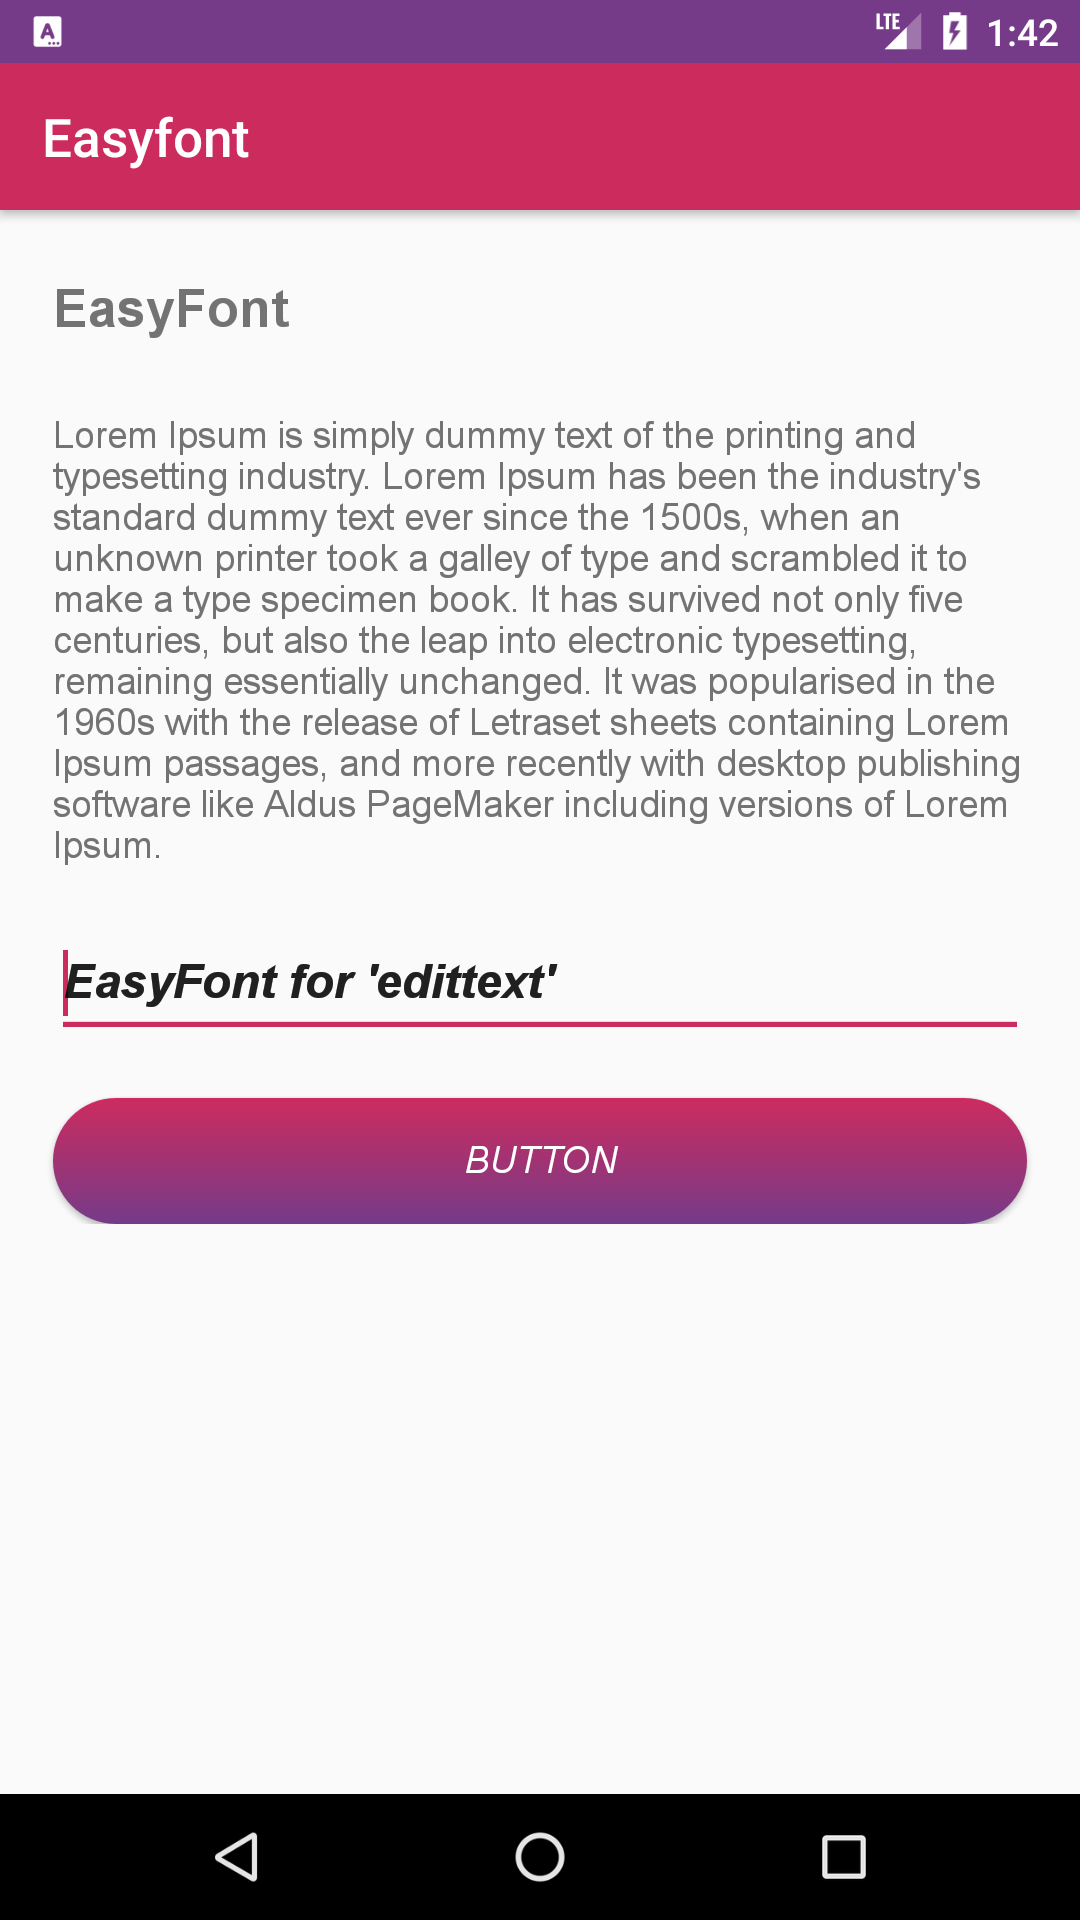 LTE 1:42
Easyfont
EasyFont
Lorem Ipsum is simply dummy text of the printing and
typesetting industry. Lorem Ipsum has been the industry's
standard dummy text ever since the 1500s, when an
unknown printer took a galley of type and scrambled it to
make a type specimen book. It has survived not only five
centuries, but also the leap into electronic typesetting,
remaining essentially unchanged. It was popularised in the
1960s with the release of Letraset sheets containing Lorem
Ipsum passages, and more recently with desktop publishing
software like Aldus PageMaker including versions of Lorem
Ipsum.
EasyFont for 'edittext'
BUTTON